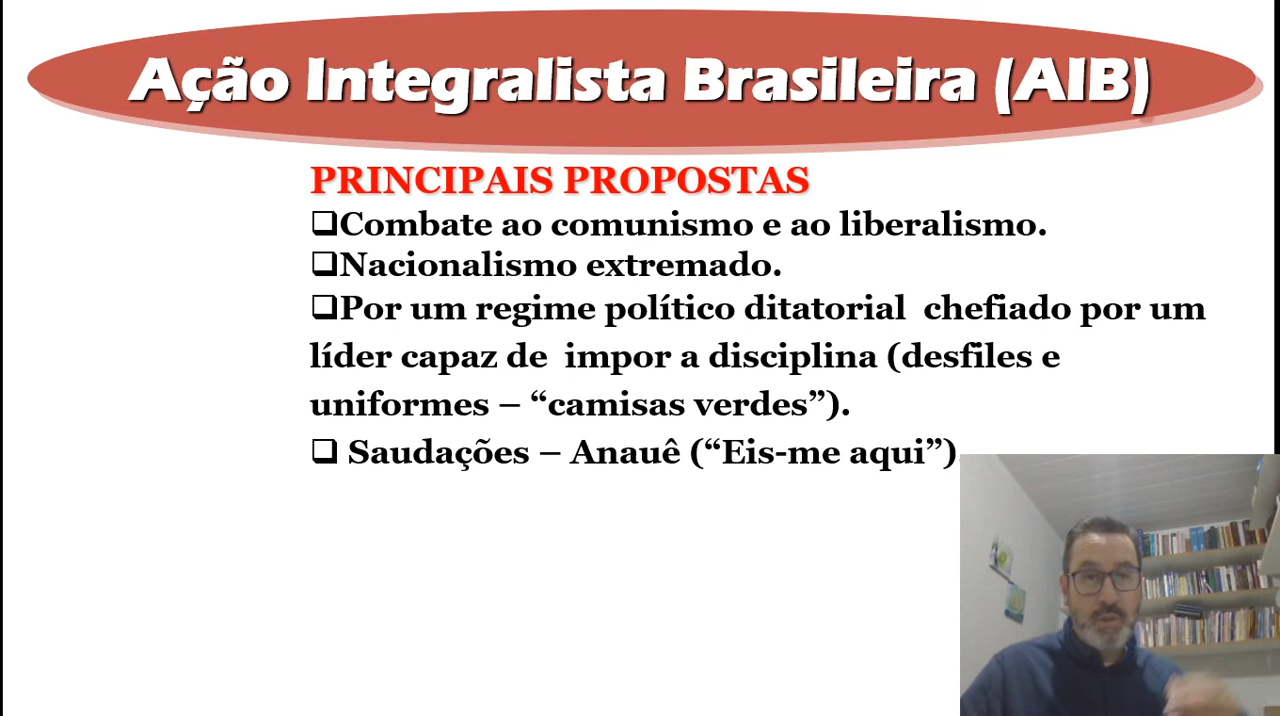 Ação Integralista Brasileira (AIB)
PRINCIPAIS PROPOSTAS
❑Combate ao comunismo e ao liberalismo.
❑Nacionalismo extremado.
❑Por um regime político ditatorial chefiado por um
líder capaz de impor a disciplina (desfiles e
uniformes – “camisas verdes”).
❑ Saudações – Anauê (“Eis-me aqui”)